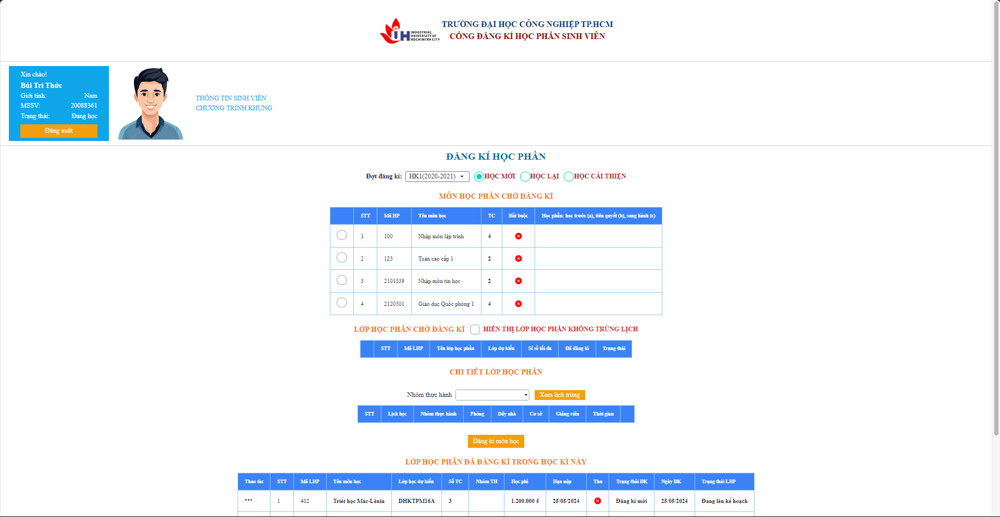 INDUSTRIAL
UNIVERSITY OF
HOCHIMINH CITY
TRƯỜNG ĐẠI HỌC CÔNG NGHIỆP TP.HCM
CỔNG ĐĂNG KÍ HỌC PHẦN SINH VIÊN
Xin chào!
Bùi Trí Thức
Giới tính: Nam
MSSV: 20088361
Trạng thái: Đang học
Đăng xuất
THÔNG TIN SINH VIÊN
CHƯƠNG TRÌNH KHUNG
ĐĂNG KÍ HỌC PHẦN
Đợt đăng kí: HK1(2020-2021) HỌC MỚI HỌC LẠI HỌC CẢI THIỆN
MÔN HỌC PHẦN CHỜ ĐĂNG KÍ
STT Mã HP Tên môn học TC Bắt buộc Học phần: học trước (a), tiên quyết (b), song hành (c)
1 100 Nhập môn lập trình 4
2 123 Toán cao cấp 1 2
3 2101539 Nhập môn tin học 2
4 2120501 Giáo dục Quốc phòng 1 4
LỚP HỌC PHẦN CHỜ ĐĂNG KÍ HIỂN THỊ LỚP HỌC PHẦN KHÔNG TRÙNG LỊCH
STT Mã LHP Tên lớp học phần Lớp dự kiến Sỉ số tối đa Đã đăng kí Trạng thái
CHI TIẾT LỚP HỌC PHẦN
Nhóm thực hành Xem lịch trùng
STT Lịch học Nhóm thực hành Phòng Dãy nhà Cơ sở Giảng viên Thời gian
Đăng kí môn học
LỚP HỌC PHẦN ĐÃ ĐĂNG KÍ TRONG HỌC KÌ NÀY
Thao tác STT Mã LHP Tên môn học Lớp học dự kiến Số TC Nhóm TH Học phí Hạn nộp Thu Trạng thái ĐK Ngày ĐK Trạng thái LHP
••• 1 402 Triết học Mác-Lênin DHKTPM16A 3 1.200.000 ₫ 25/05/2024 Đăng kí mới 25/05/2024 Đang lên kế hoạch